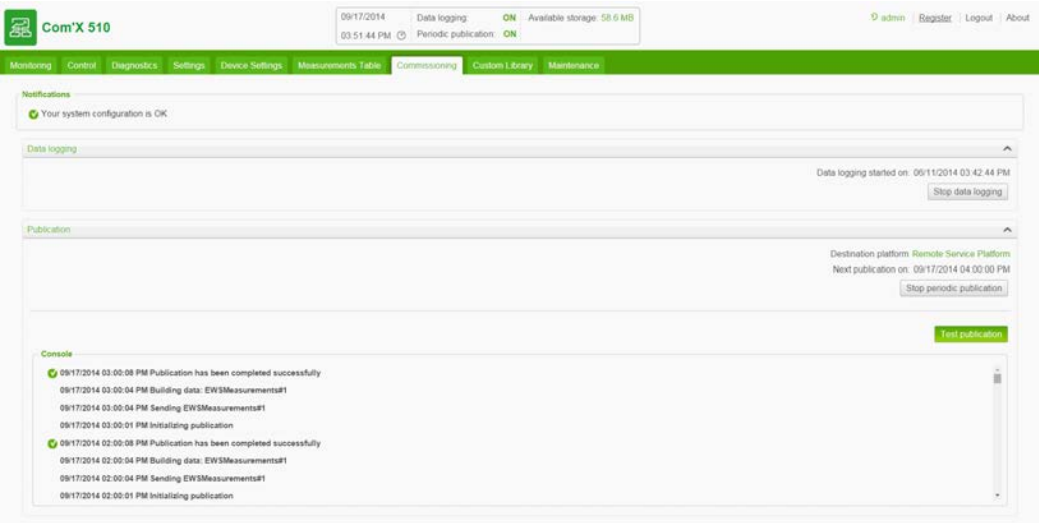 Com'X 510
09/17/2014 Data logging: ON Available storage: 58.6 MB
03:51:44 PM Periodic publication: ON
admin Register Logout About
Monitoring Control Diagnostics Settings Device Settings Measurements Table Commissioning Custom Library Maintenance
Notifications
Your system configuration is OK
Data logging
Data logging started on: 06/11/2014 03:42:44 PM
Stop data logging
Publication
Destination platform Remote Service Platform
Next publication on: 09/17/2014 04:00:00 PM
Stop periodic publication
Test publication
Console
09/17/2014 03:00:08 PM Publication has been completed successfully
09/17/2014 03:00:04 PM Building data: EWSMeasurements#1
09/17/2014 03:00:04 PM Sending EWSMeasurements#1
09/17/2014 03:00:01 PM Initializing publication
09/17/2014 02:00:08 PM Publication has been completed successfully
09/17/2014 02:00:04 PM Building data: EWSMeasurements#1
09/17/2014 02:00:04 PM Sending EWSMeasurements#1
09/17/2014 02:00:01 PM Initializing publication